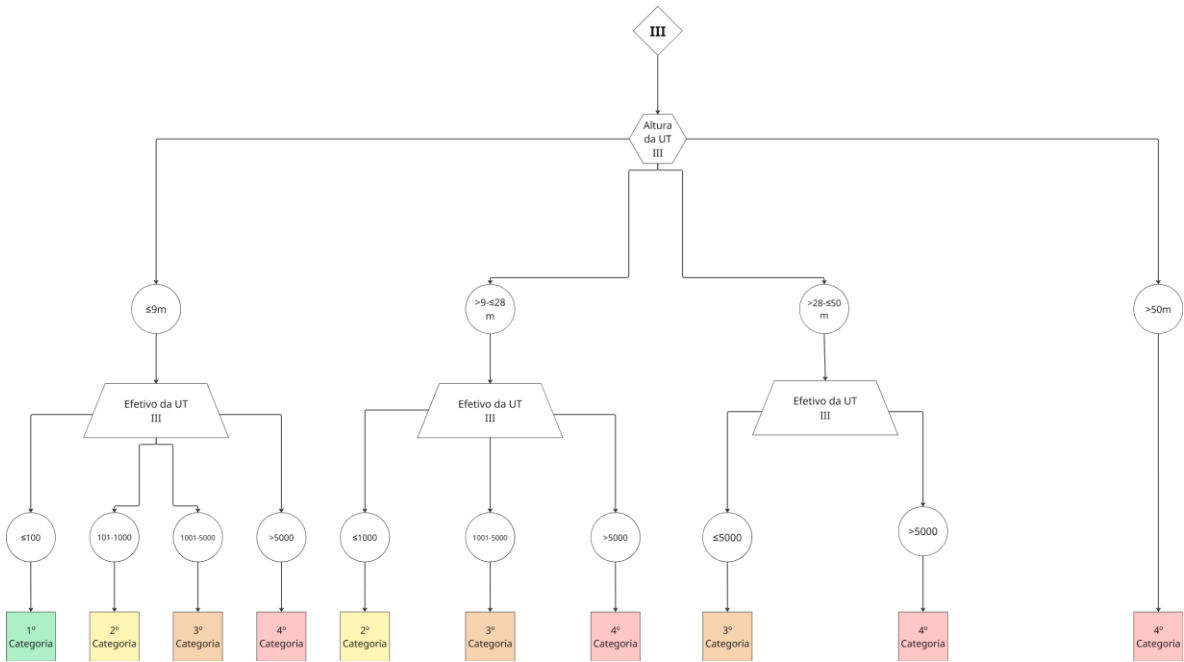 III
Altura
da UT
III
≤9m
>9-≤28
m
>28-≤50
m
>50m
Efetivo da UT
III
Efetivo da UT
III
Efetivo da UT
III
≤100
101-1000
1001-5000
>5000
≤1000
1001-5000
>5000
≤5000
>5000
1º
Categoria
2º
Categoria
3º
Categoria
4º
Categoria
2º
Categoria
3º
Categoria
4º
Categoria
3º
Categoria
4º
Categoria
4º
Categoria